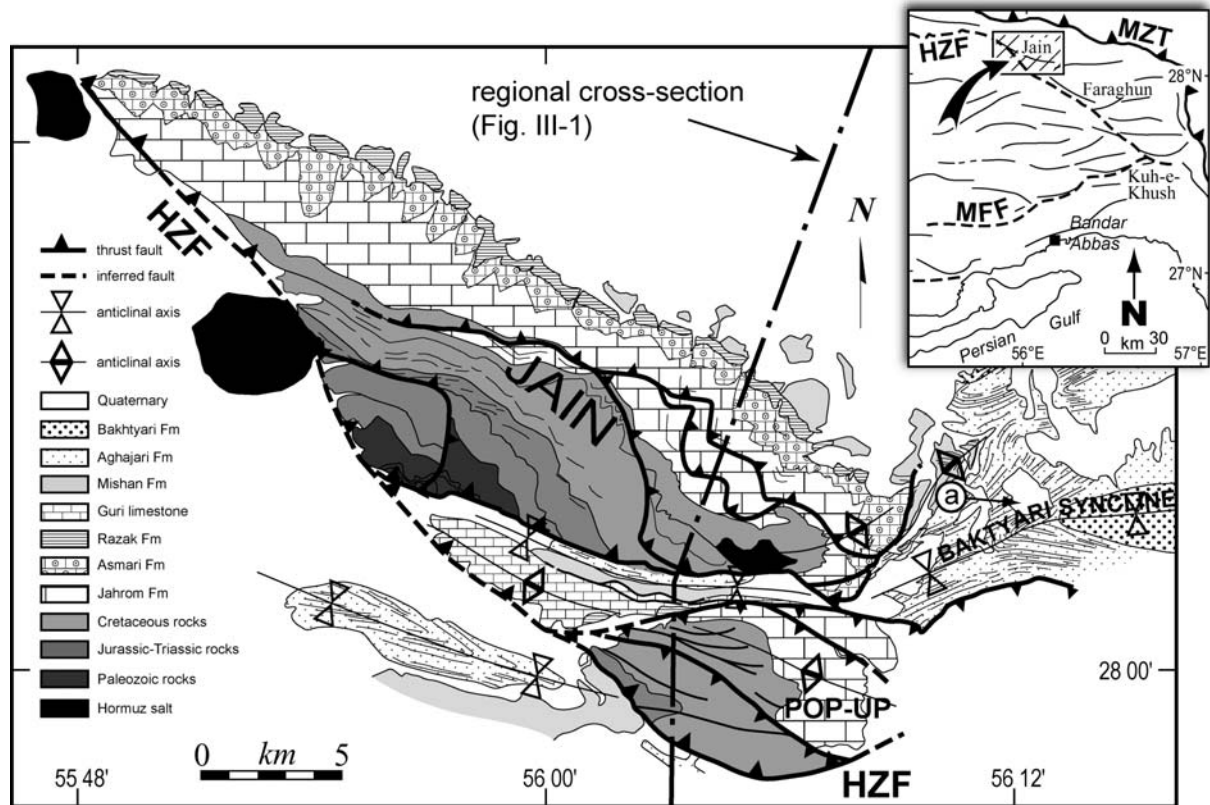 regional cross-section
(Fig. III-1)
N
HZF
thrust fault
inferred fault
anticlinal axis
anticlinal axis
Quaternary
Bakhtyari Fm
Aghajari Fm
Mishan Fm
Guri limestone
Razak Fm
Asmari Fm
Jahrom Fm
Cretaceous rocks
Jurassic-Triassic rocks
Paleozoic rocks
Hormuz salt
0 km 5
JAIN
a
BAKTYARI SYNCLINE
POP-UP
HZF
28 00'
55 48'
56 00'
56 12'
HZF
Jain
MZT
28°N
Faraghun
Kuh-e-
Khush
MFF
Bandar
Abbas
27°N
N
Persian Gulf
0 km 30
56°E
57°E